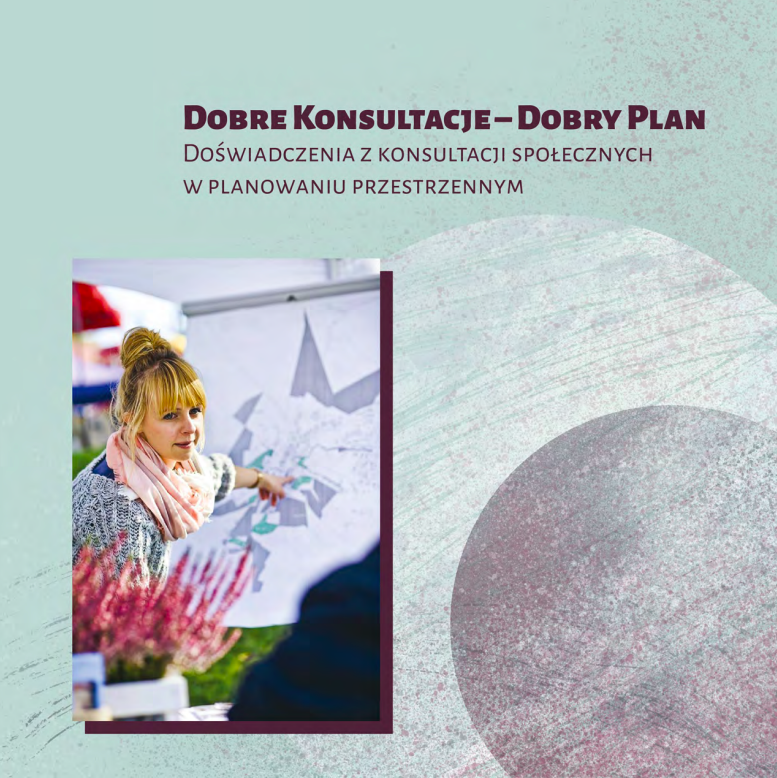 Dobre Konsultacje – Dobry Plan
Doświadczenia z konsultacji społecznych
w planowaniu przestrzennym